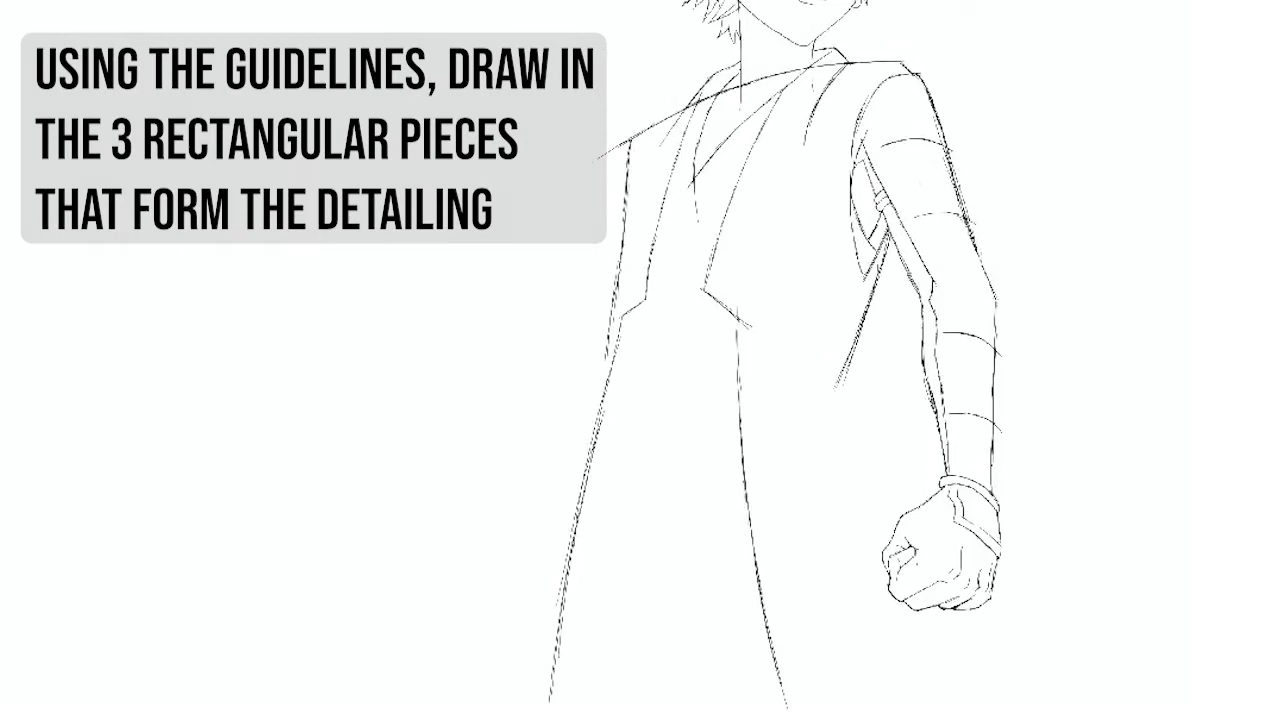 USING THE GUIDELINES, DRAW IN
THE 3 RECTANGULAR PIECES
THAT FORM THE DETAILING